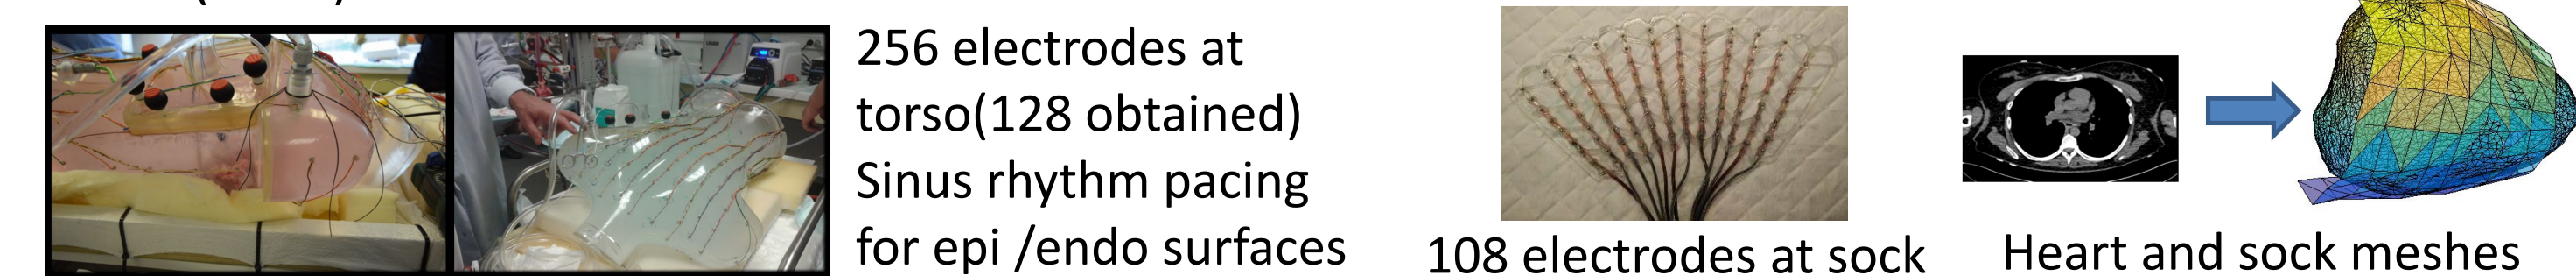 256 electrodes at
torso(128 obtained)
Sinus rhythm pacing
for epi /endo surfaces
108 electrodes at sock
Heart and sock meshes